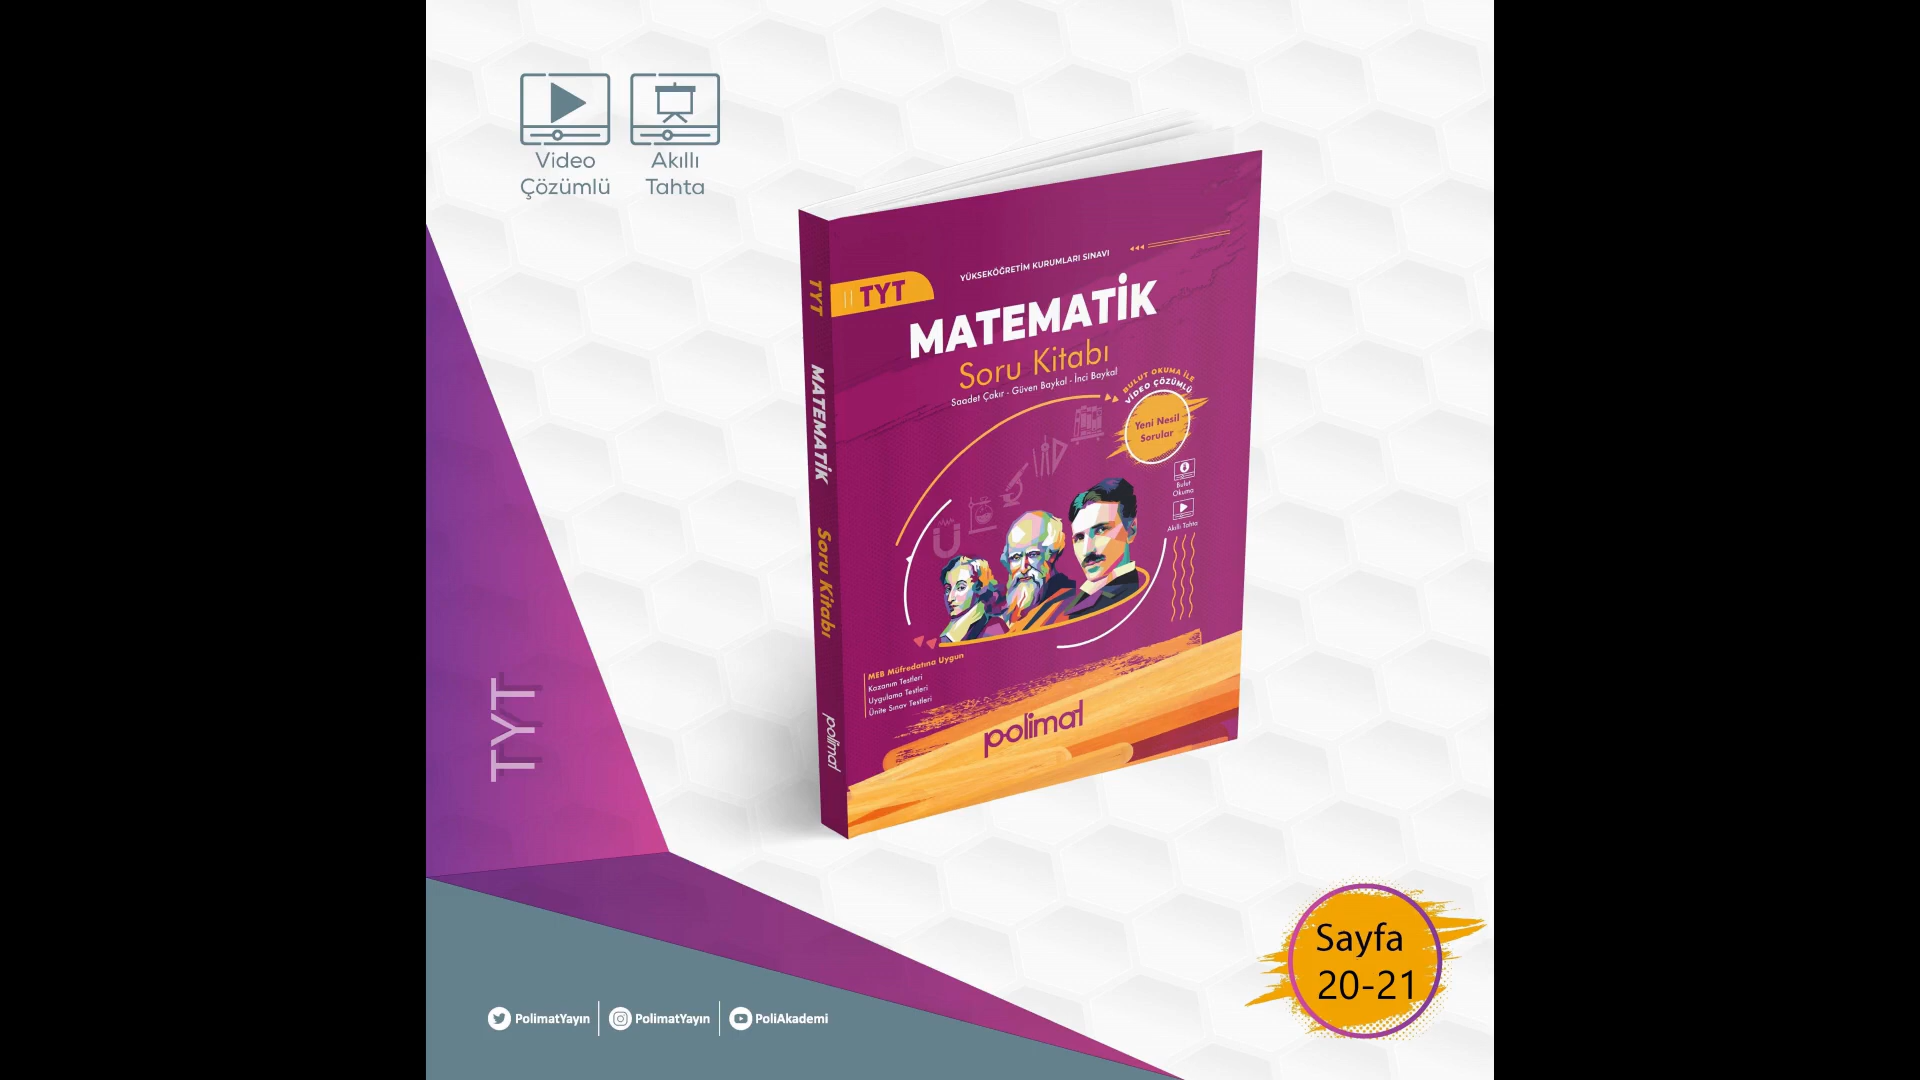 Video
Çözümlü
Akıllı
Tahta
YÜKSEKÖĞRETİM KURUMLARI SINAVI
TYT
MATEMATİK
Soru Kitabı
Saadet Çakır - Güven Baykal - İnci Baykal
BULUT OKUMA İLE
VİDEO ÇÖZÜMLÜ
Yeni Nesil
Sorular
Bulut
Okuma
Akıllı Tahta
MEB Müfredatına Uygun
Kazanım Testleri
Uygulama Testleri
Ünite Sınav Testleri
polimat
TYT
MATEMATİK
Soru Kitabı
polimat
TYT
Sayfa
20-21
PolimatYayın
PolimatYayın
PoliAkademi